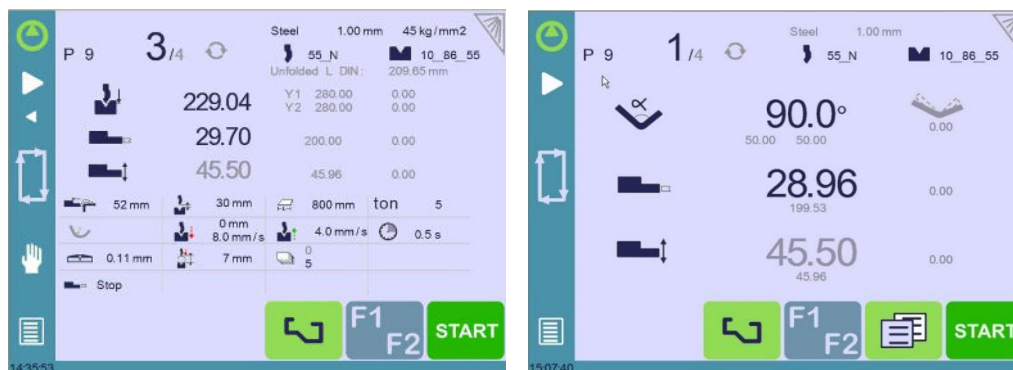 P 9
3/4
Steel 1.00 mm 45 kg/mm2
55_N 10_86_55
Unfolded L DIN: 209.65 mm
229.04 Y1 280.00 0.00
Y2 280.00 0.00
29.70 200.00 0.00
45.50 45.96 0.00
52 mm 30 mm 800 mm ton 5
0 mm
8.0 mm/s 4.0 mm/s 0.5 s
0.11 mm 7 mm 0
5
Stop
F1
F2
START
14:35:53
P 9
1/4
Steel 1.00 mm
55_N 10_86_55
α
90.0°
50.00 50.00
0.00
28.96
199.53
0.00
45.50
45.96
0.00
F1
F2
START
15:07:40